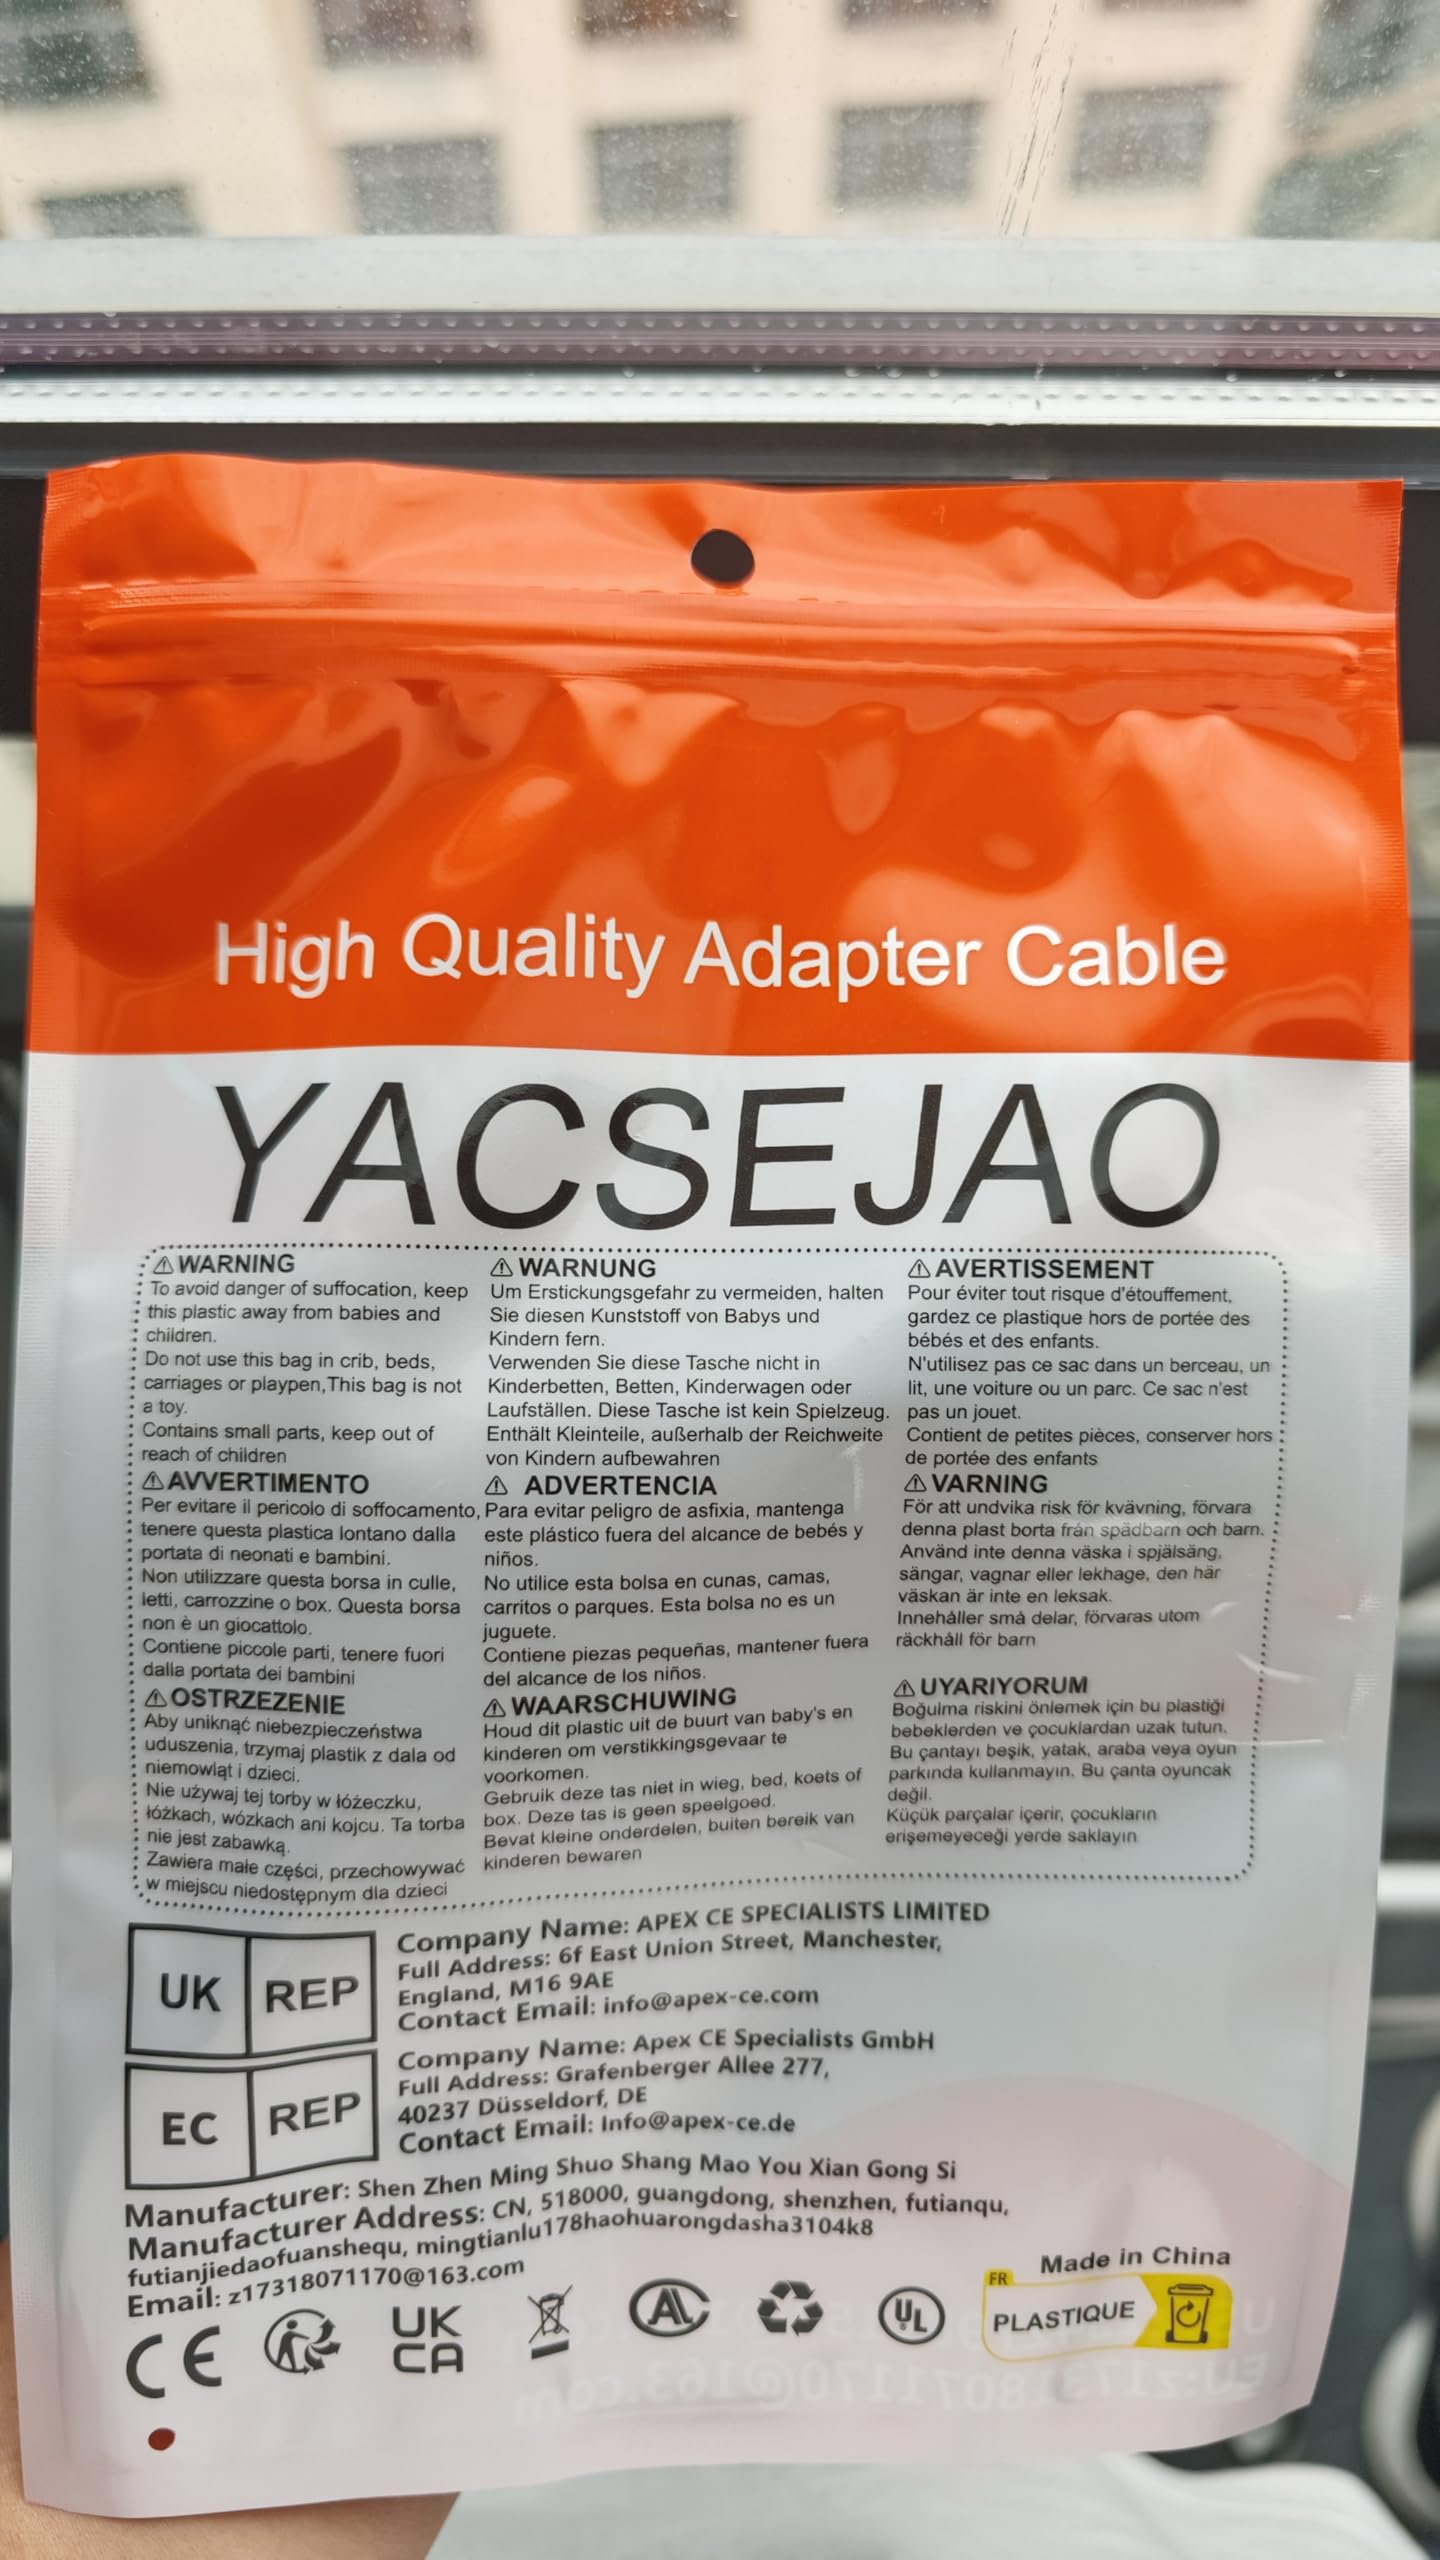 High Quality Adapter Cable
YACSEJAO
⚠ WARNING
To avoid danger of suffocation, keep
this plastic away from babies and
children.
Do not use this bag in crib, beds,
carriages or playpen,This bag is not
a toy.
Contains small parts, keep out of
reach of children
⚠ WARNUNG
Um Erstickungsgefahr zu vermeiden, halten
Sie diesen Kunststoff von Babys und
Kindern fern.
Verwenden Sie diese Tasche nicht in
Kinderbetten, Betten, Kinderwagen oder
Laufställen. Diese Tasche ist kein Spielzeug.
Enthält Kleinteile, außerhalb der Reichweite
von Kindern aufbewahren
⚠ AVERTISSEMENT
Pour éviter tout risque d'étouffement,
gardez ce plastique hors de portée des
bébés et des enfants.
N'utilisez pas ce sac dans un berceau, un
lit, une voiture ou un parc. Ce sac n'est
pas un jouet.
Contient de petites pièces, conserver hors
de portée des enfants
⚠ AVVERTIMENTO
Per evitare il pericolo di soffocamento,
tenere questa plastica lontano dalla
portata di neonati e bambini.
Non utilizzare questa borsa in culle,
letti, carrozzine o box. Questa borsa
non è un giocattolo.
Contiene piccole parti, tenere fuori
dalla portata dei bambini
⚠ ADVERTENCIA
Para evitar peligro de asfixia, mantenga
este plástico fuera del alcance de bebés y
niños.
No utilice esta bolsa en cunas, camas,
carritos o parques. Esta bolsa no es un
juguete.
Contiene piezas pequeñas, mantener fuera
del alcance de los niños.
⚠ VARNING
För att undvika risk för kvävning, förvara
denna plast borta från spädbarn och barn.
Använd inte denna väska i spjälsäng,
sängar, vagnar eller lekhage, den här
väskan är inte en leksak.
Innehåller små delar, förvaras utom
räckhåll för barn
⚠ OSTRZEZENIE
Aby uniknąć niebezpieczeństwa
uduszenia, trzymaj plastik z dala od
niemowląt i dzieci.
Nie używaj tej torby w łóżeczku,
łóżkach, wózkach ani kojcu. Ta torba
nie jest zabawką.
Zawiera małe części, przechowywać
w miejscu niedostępnym dla dzieci
⚠ WAARSCHUWING
Houd dit plastic uit de buurt van baby's en
kinderen om verstikkingsgevaar te
voorkomen.
Gebruik deze tas niet in wieg, bed, koets of
box. Deze tas is geen speelgoed.
Bevat kleine onderdelen, buiten bereik van
kinderen bewaren
⚠ UYARIYORUM
Boğulma riskini önlemek için bu plastiği
bebeklerden ve çocuklardan uzak tutun.
Bu çantayı beşik, yatak, araba veya oyun
parkında kullanmayın. Bu çanta oyuncak
değil.
Küçük parçalar içerir, çocukların
erişemeyeceği yerde saklayın
UK REP
Company Name: APEX CE SPECIALISTS LIMITED
Full Address: 6f East Union Street, Manchester,
England, M16 9AE
Contact Email: info@apex-ce.com
EC REP
Company Name: Apex CE Specialists GmbH
Full Address: Grafenberger Allee 277,
40237 Düsseldorf, DE
Contact Email: Info@apex-ce.de
Manufacturer: Shen Zhen Ming Shuo Shang Mao You Xian Gong Si
Manufacturer Address: CN, 518000, guangdong, shenzhen, futianqu,
futianjiedaofuanshequ, mingtianlu178haohuarongdasha3104k8
Email: z17318071170@163.com
Made in China
CE
UK
CA
UL
FR
PLASTIQUE